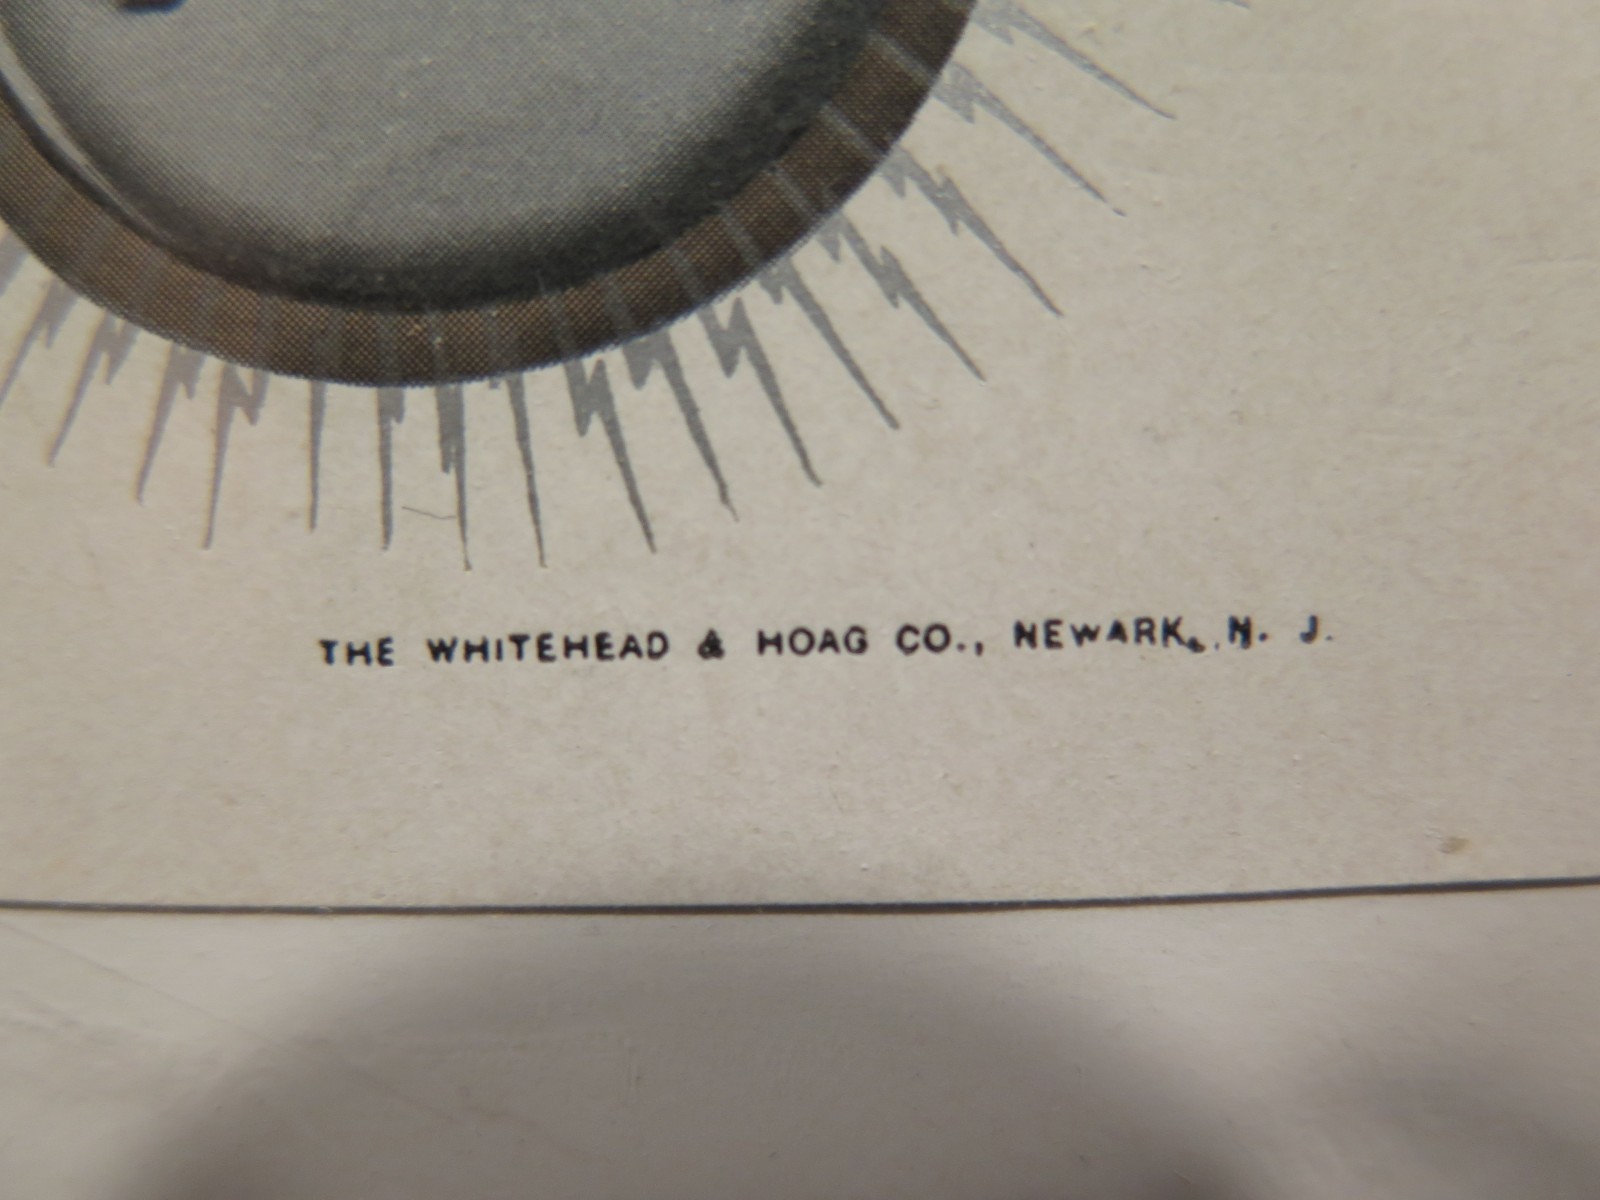 THE WHITEHEAD & HOAG CO., NEWARK, N. J.